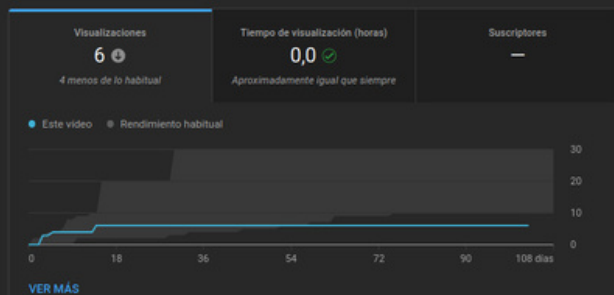 Visualizaciones
6
4 menos de lo habitual
Tiempo de visualización (horas)
0,0
Aproximadamente igual que siempre
Suscriptores
—
Este vídeo
Rendimiento habitual
30
20
10
0
0 18 36 54 72 90 108 días
VER MÁS